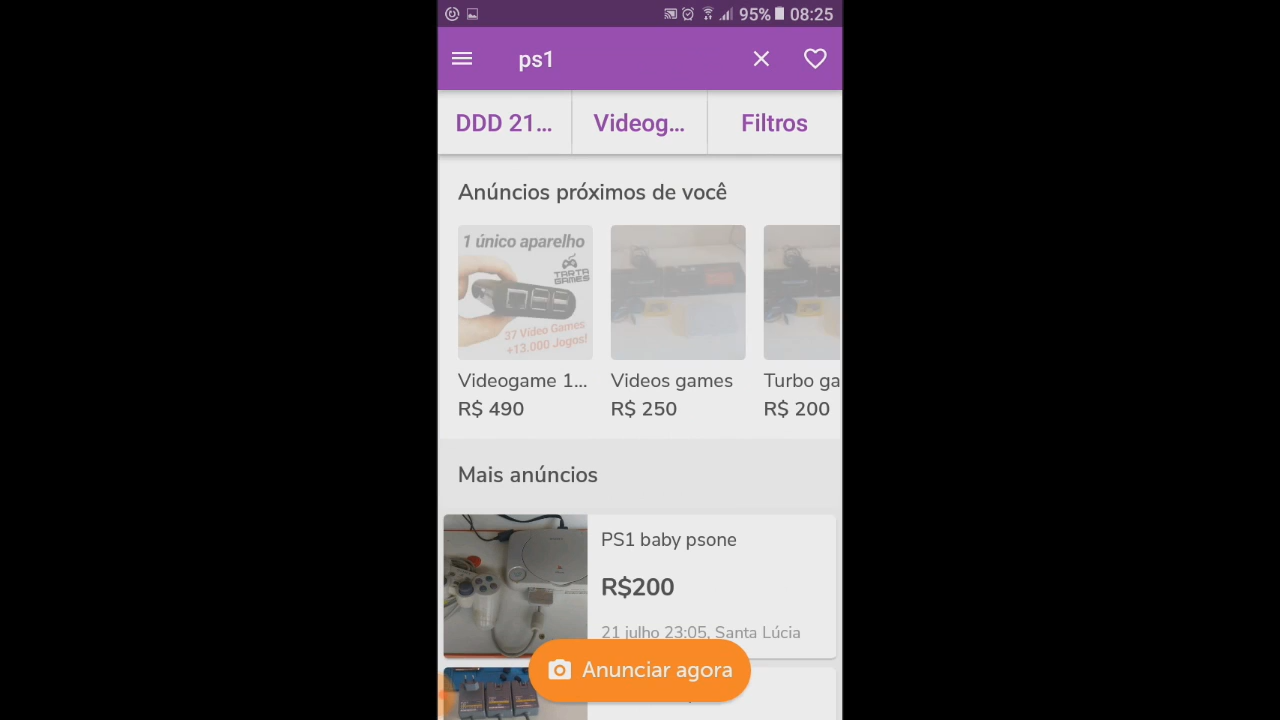 95% 08:25
ps1
DDD 21... Videog... Filtros
Anúncios próximos de você
1 único aparelho
TARTA
GAMES
37 Video Games
+13.000 Jogos!
Videogame 1... Videos games Turbo ga
R$ 490 R$ 250 R$ 200
Mais anúncios
PS1 baby psone
R$200
21 julho 23:05, Santa Lúcia
Anunciar agora